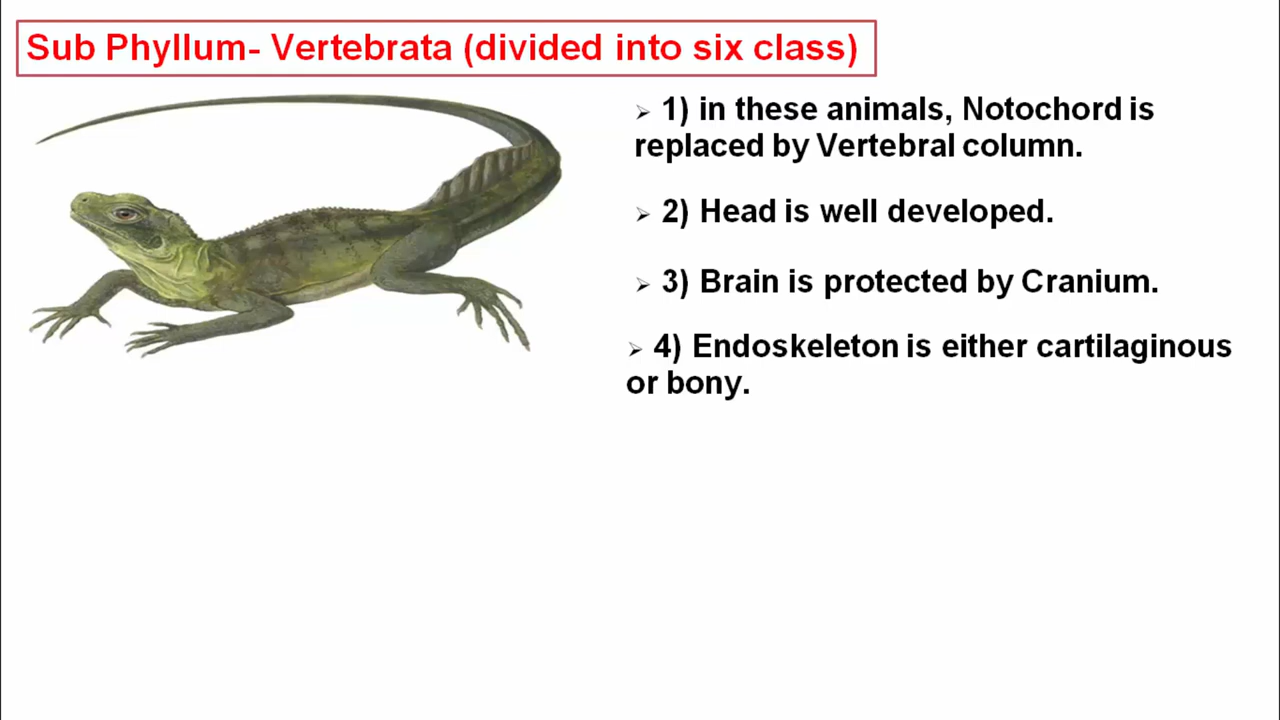 Sub Phyllum- Vertebrata (divided into six class)
➢ 1) in these animals, Notochord is
replaced by Vertebral column.
➢ 2) Head is well developed.
➢ 3) Brain is protected by Cranium.
➢ 4) Endoskeleton is either cartilaginous
or bony.